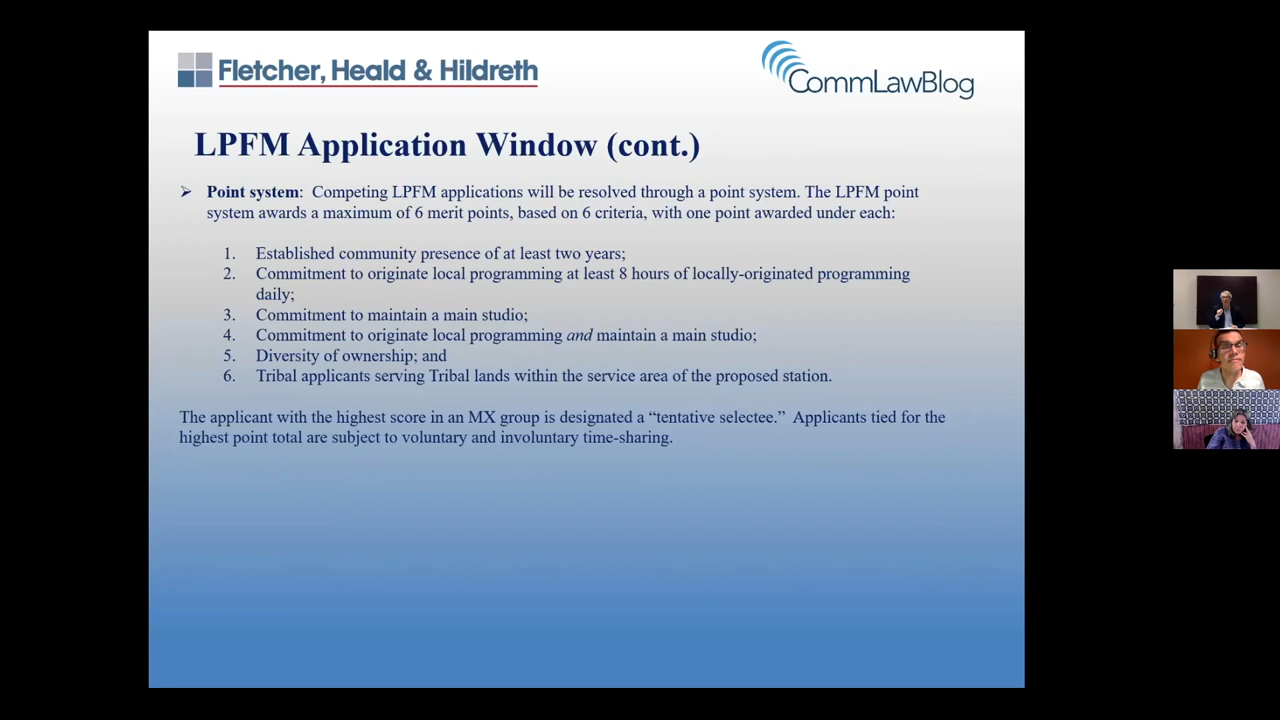 Fletcher, Heald & Hildreth
CommLawBlog
LPFM Application Window (cont.)
➢ Point system: Competing LPFM applications will be resolved through a point system. The LPFM point
system awards a maximum of 6 merit points, based on 6 criteria, with one point awarded under each:
1. Established community presence of at least two years;
2. Commitment to originate local programming at least 8 hours of locally-originated programming
daily;
3. Commitment to maintain a main studio;
4. Commitment to originate local programming and maintain a main studio;
5. Diversity of ownership; and
6. Tribal applicants serving Tribal lands within the service area of the proposed station.
The applicant with the highest score in an MX group is designated a “tentative selectee.” Applicants tied for the
highest point total are subject to voluntary and involuntary time-sharing.